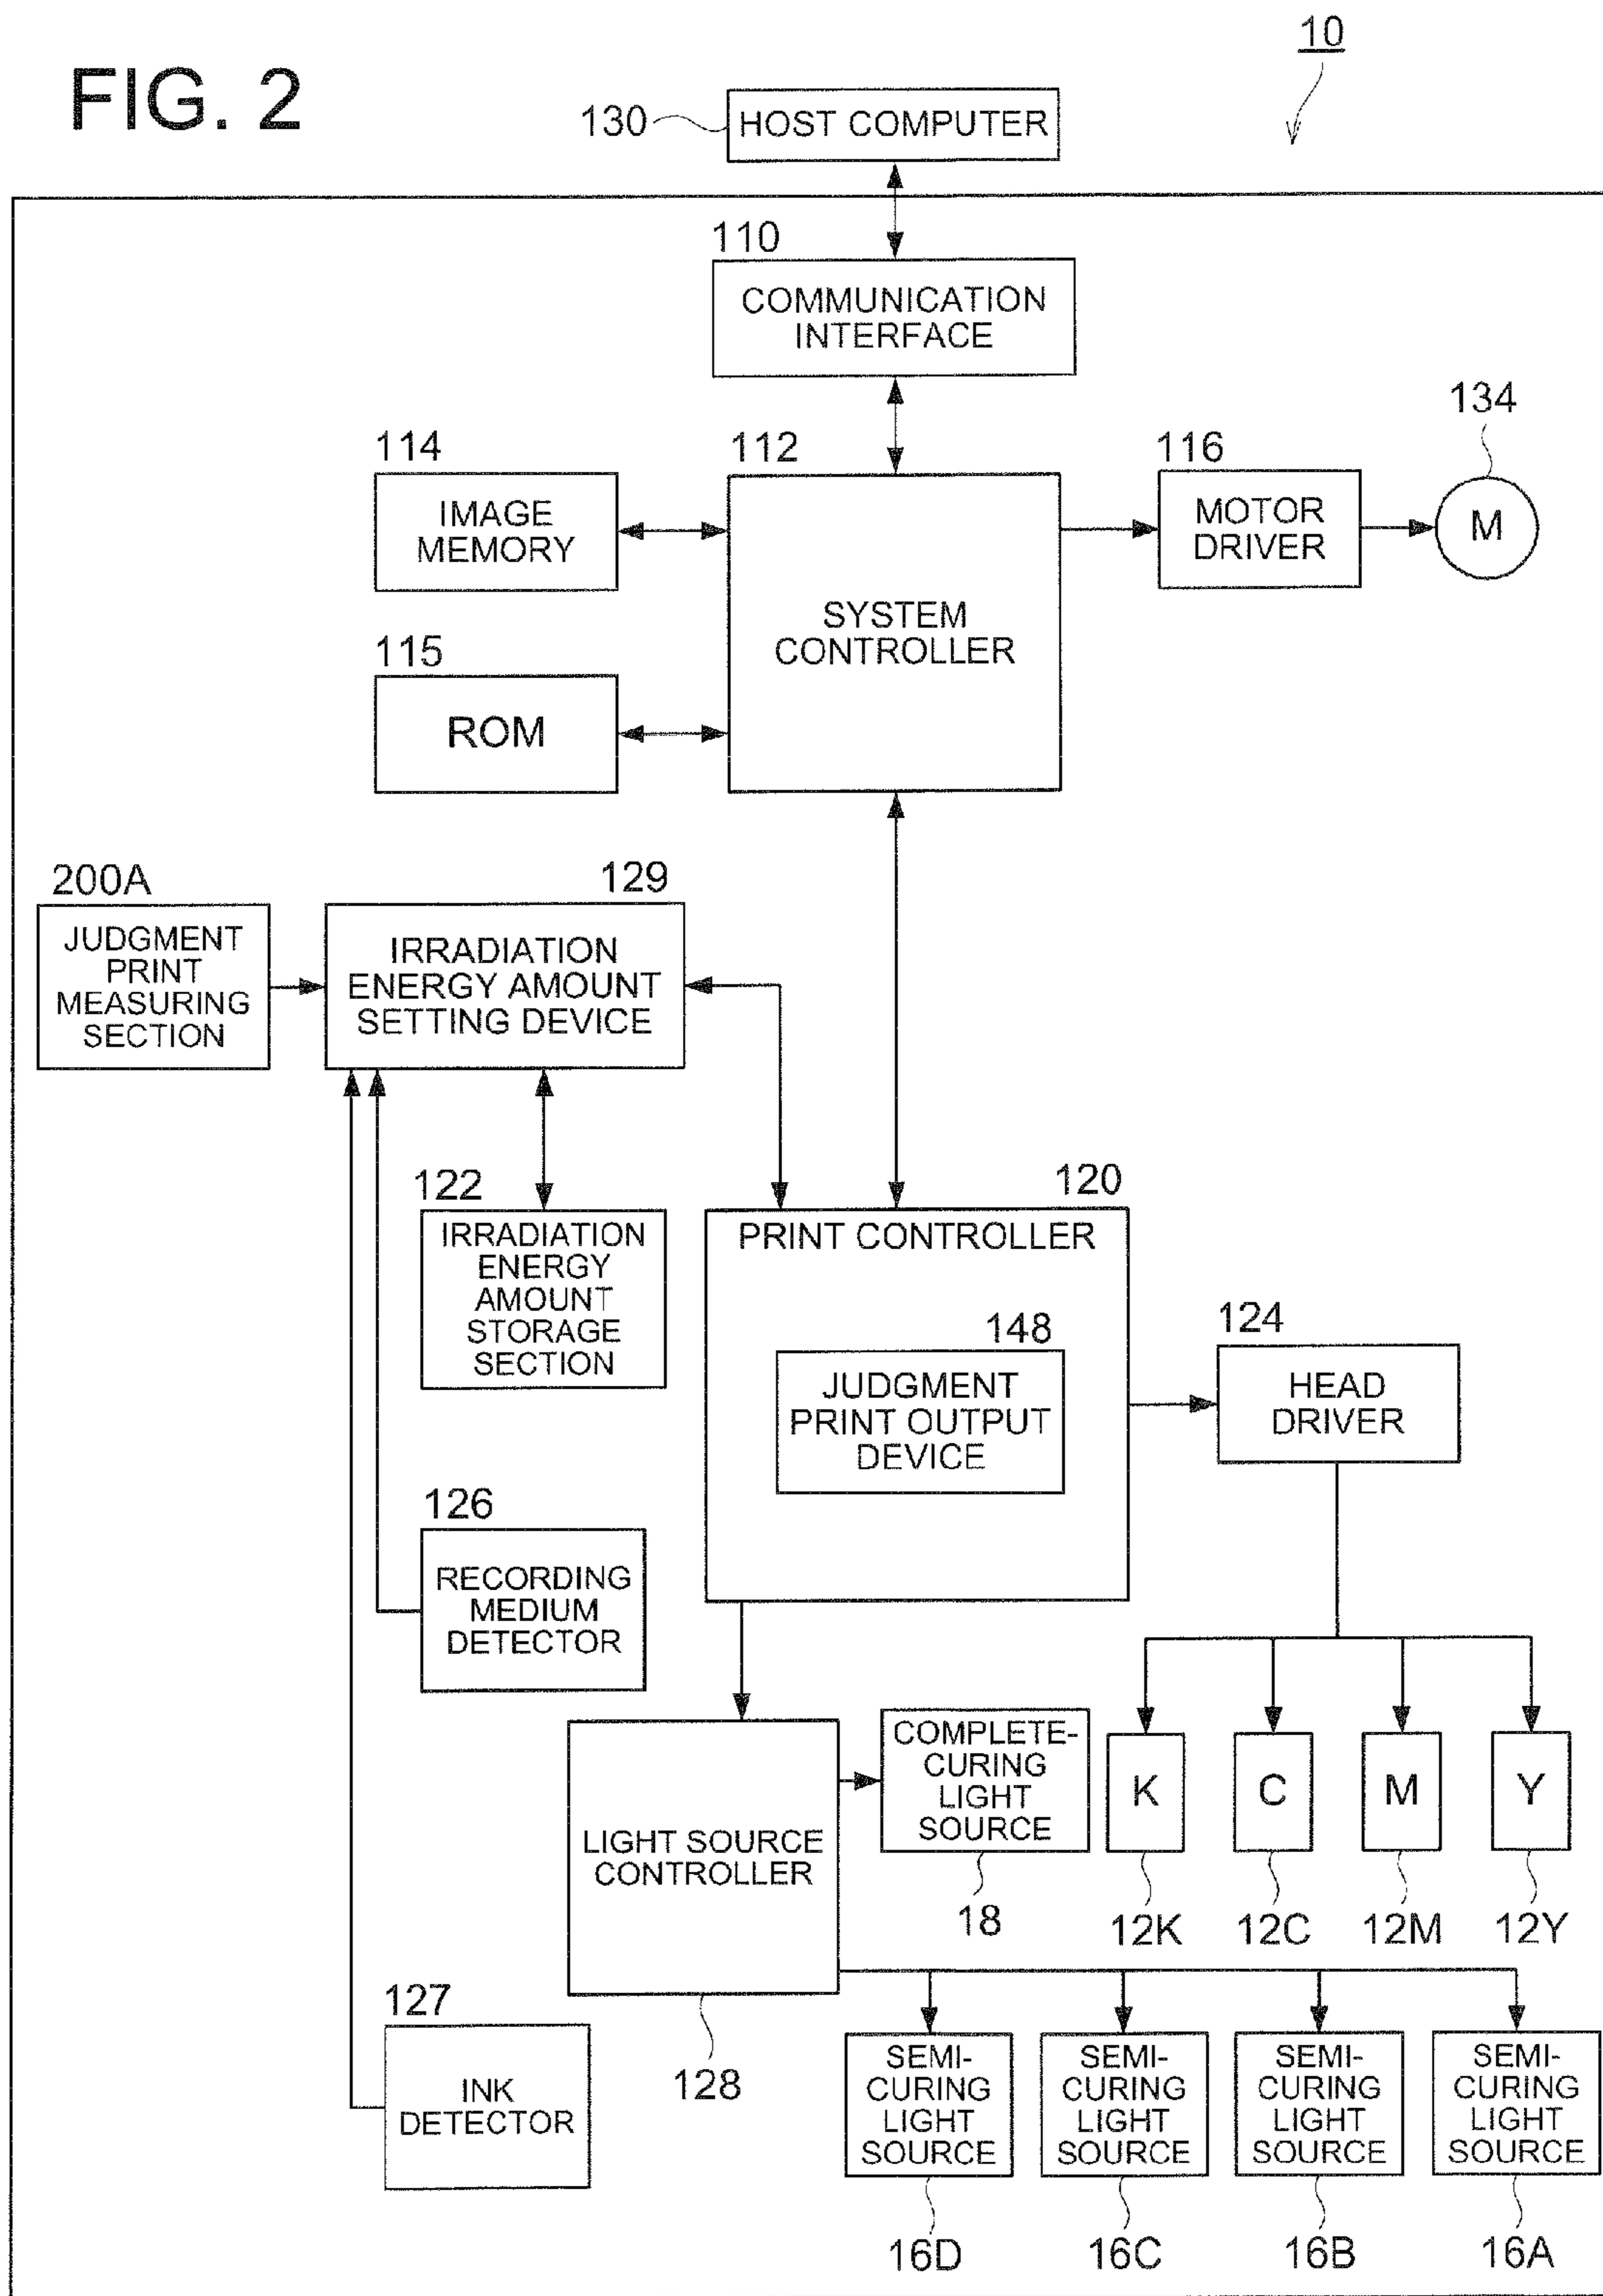 FIG. 2
10
130
HOST COMPUTER
110
COMMUNICATION
INTERFACE
134
114
112
116
IMAGE
MEMORY
MOTOR
DRIVER
M
SYSTEM
CONTROLLER
115
ROM
200A
129
JUDGMENT
PRINT
MEASURING
SECTION
IRRADIATION
ENERGY AMOUNT
SETTING DEVICE
122
120
IRRADIATION
ENERGY
AMOUNT
STORAGE
SECTION
PRINT CONTROLLER
148
JUDGMENT
PRINT OUTPUT
DEVICE
124
HEAD
DRIVER
126
RECORDING
MEDIUM
DETECTOR
COMPLETE-
CURING
LIGHT
SOURCE
K
C
M
Y
LIGHT SOURCE
CONTROLLER
18
12K
12C
12M
12Y
127
INK
DETECTOR
128
SEMI-
CURING
LIGHT
SOURCE
SEMI-
CURING
LIGHT
SOURCE
SEMI-
CURING
LIGHT
SOURCE
SEMI-
CURING
LIGHT
SOURCE
16D
16C
16B
16A